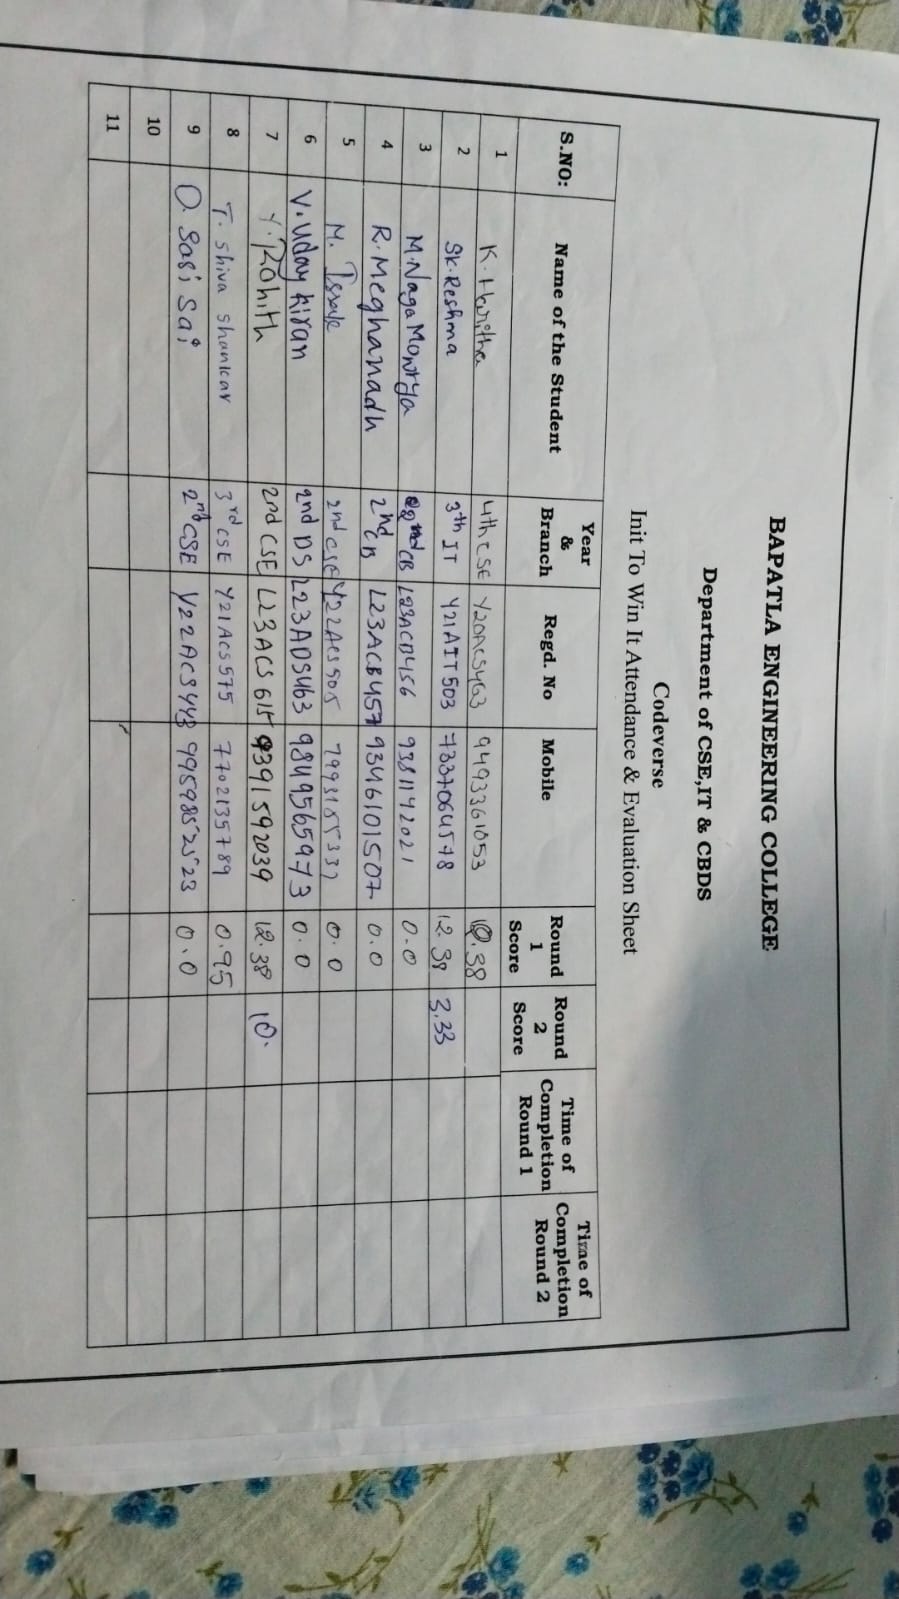 BAPATLA ENGINEERING COLLEGE
Department of CSE,IT & CBDS
Codeverse
Init To Win It Attendance & Evaluation Sheet
S.NO: Name of the Student Year & Branch Regd. No Mobile Round 1 Score Round 2 Score Time of Completion Round 1 Time of Completion Round 2
1 K. Haritha 4th CSE Y20ACS463 9493361053 10.38
2 SK. Reshma 3th IT Y21AIT503 7337064578 12.38 3.33
3 M. Naga Mowrya 2nd CB L23ACB456 9381142021 0.0
4 R. Meghanadh 2nd CB L23ACB457 9346101507 0.0
5 M. 2nd CSE Y22ACS505 0.0
6 V. Uday Kiran 2nd DS L23ADS463 9849565973 0.0
7 Y. Rohith 2nd CSE L23ACS615 9391592039 12.38 10.
8 T. Shiva Shankar 3rd CSE Y21ACS575 7702135789 0.95
9 O. Sasi Sai 2nd CSE Y22ACS443 9959852523 0.0
10
11